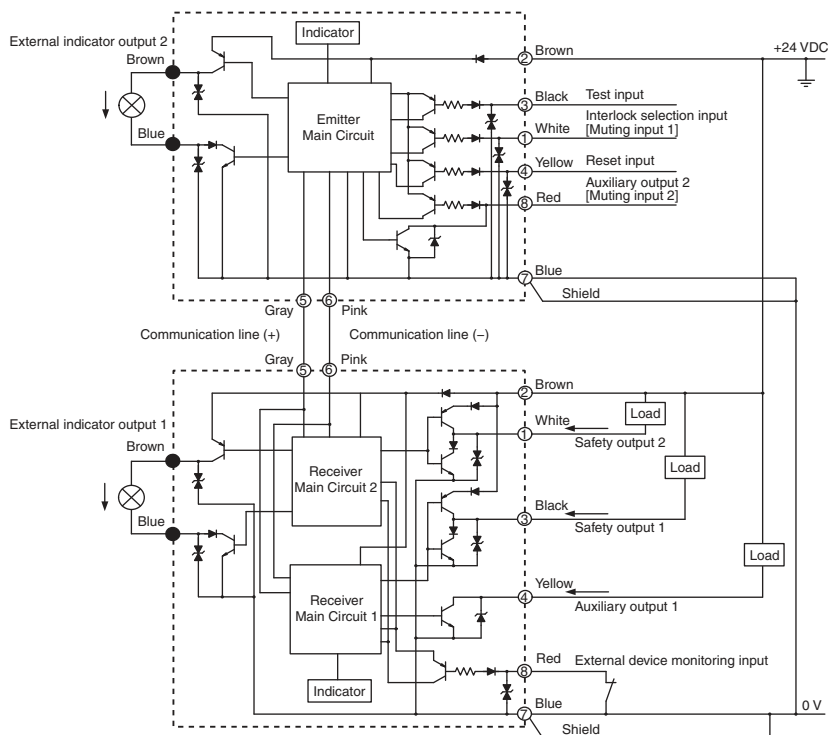 External indicator output 2
Indicator
Brown
② Brown
+24 VDC
Emitter
Main Circuit
③ Black
Test input
① White
Interlock selection input
[Muting input 1]
④ Yellow
Reset input
⑧ Red
Auxiliary output 2
[Muting input 2]
Blue
⑦ Blue
Shield
⑤ ⑥
Gray Pink
Communication line (+) Communication line (−)
Gray Pink
⑤ ⑥
② Brown
External indicator output 1
Brown
Load
① White
Safety output 2
Receiver
Main Circuit 2
Load
Blue
③ Black
Safety output 1
Load
Receiver
Main Circuit 1
④ Yellow
Auxiliary output 1
Indicator
⑧ Red
External device monitoring input
⑦ Blue
0 V
Shield